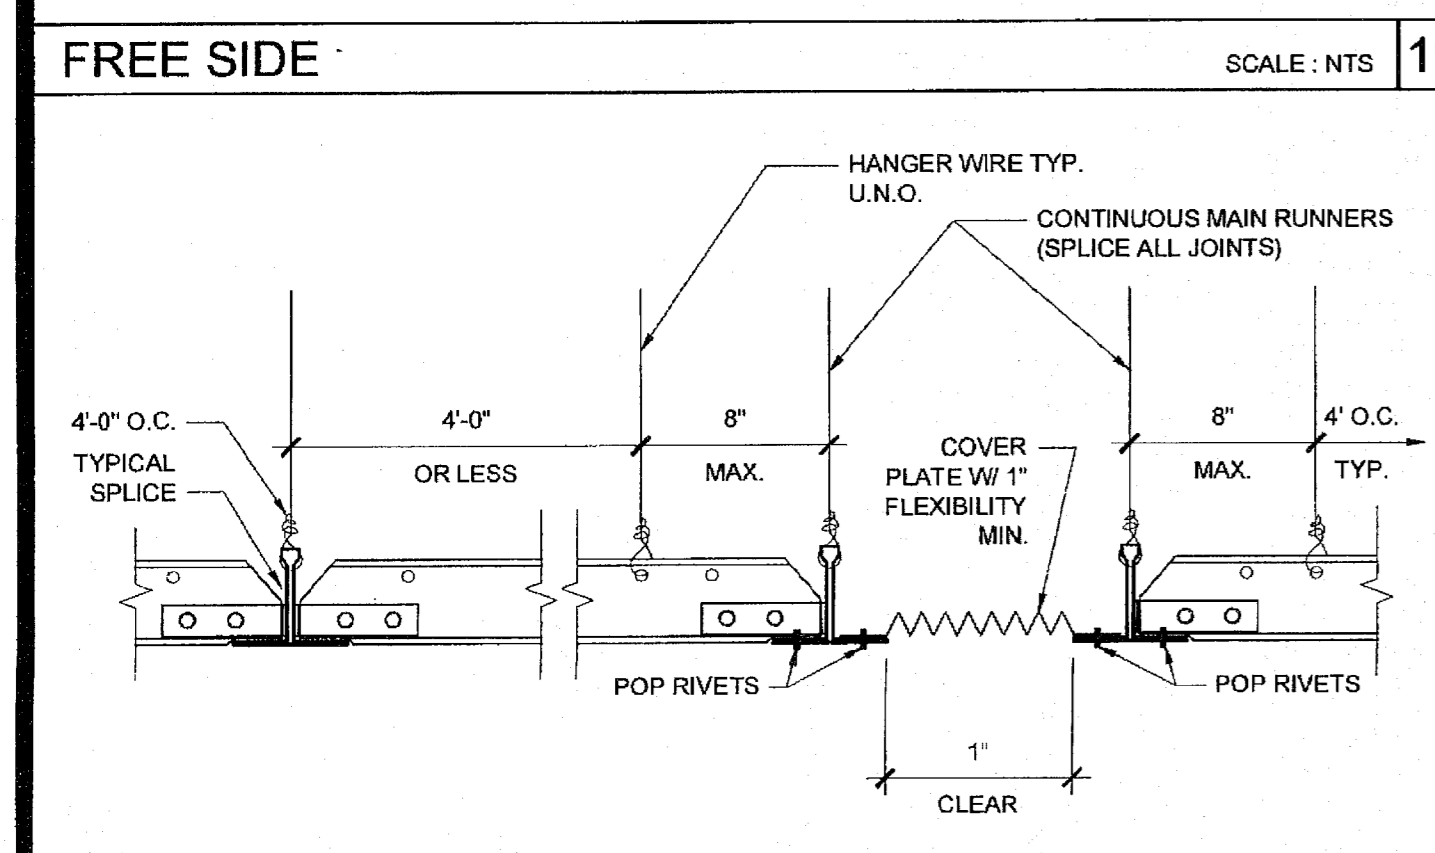 FREE SIDE
SCALE : NTS
1
HANGER WIRE TYP.
U.N.O.
CONTINUOUS MAIN RUNNERS
(SPLICE ALL JOINTS)
4'-0" O.C.
4'-0"
OR LESS
8"
MAX.
TYPICAL
SPLICE
COVER
PLATE W/ 1"
FLEXIBILITY
MIN.
8"
MAX.
4' O.C.
TYP.
POP RIVETS
POP RIVETS
1"
CLEAR